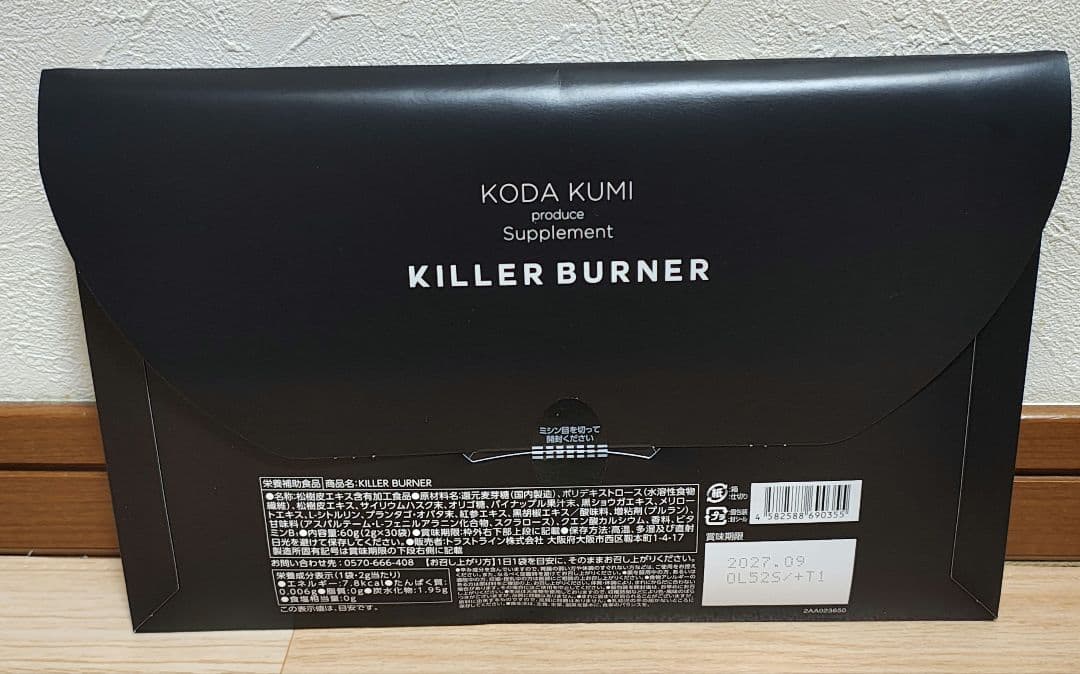 KODA KUMI
produce
Supplement
KILLER BURNER
ミシン目を切って
開封ください
栄養補助食品 商品名:KILLER BURNER
●名称:松樹皮エキス含有加工食品●原材料名:還元麦芽糖(国内製造)、ポリデキストロース(水溶性食物
繊維)、松樹皮エキス、サイリウムハスク末、オリゴ糖、パイナップル果汁末、黒ショウガエキス、メリロー
トエキス、L-シトルリン、プランタゴ・オバタ末、紅参エキス、黒胡椒エキス/酸味料、増粘剤(プルラン)、
甘味料(アスパルテーム・L-フェニルアラニン化合物、スクラロース)、クエン酸カルシウム、香料、ビタ
ミンB₁●内容量:60g(2g×30袋)●賞味期限:枠外右下部上段に記載●保存方法:高温、多湿及び直射
日光を避けて保存してください。●販売者:トラストライン株式会社 大阪府大阪市西区靱本町1-4-17
製造所固有記号は賞味期限の下段右側に記載
お問い合わせ先:0570-666-408 【お召し上がり方】1日1袋を目安に、そのままお召し上がりください。
栄養成分表示(1袋・2g当たり)
●エネルギー:7.8kcal●たんぱく質:
0.006g●脂質:0g●炭水化物:1.95g
●食塩相当量:0g
この表示値は、目安です。
紙
:箱
:仕切り
プラ
:個包装
:封シール
4 582588 690355
賞味期限
2027.09
0L52S/+T1
2AA023650